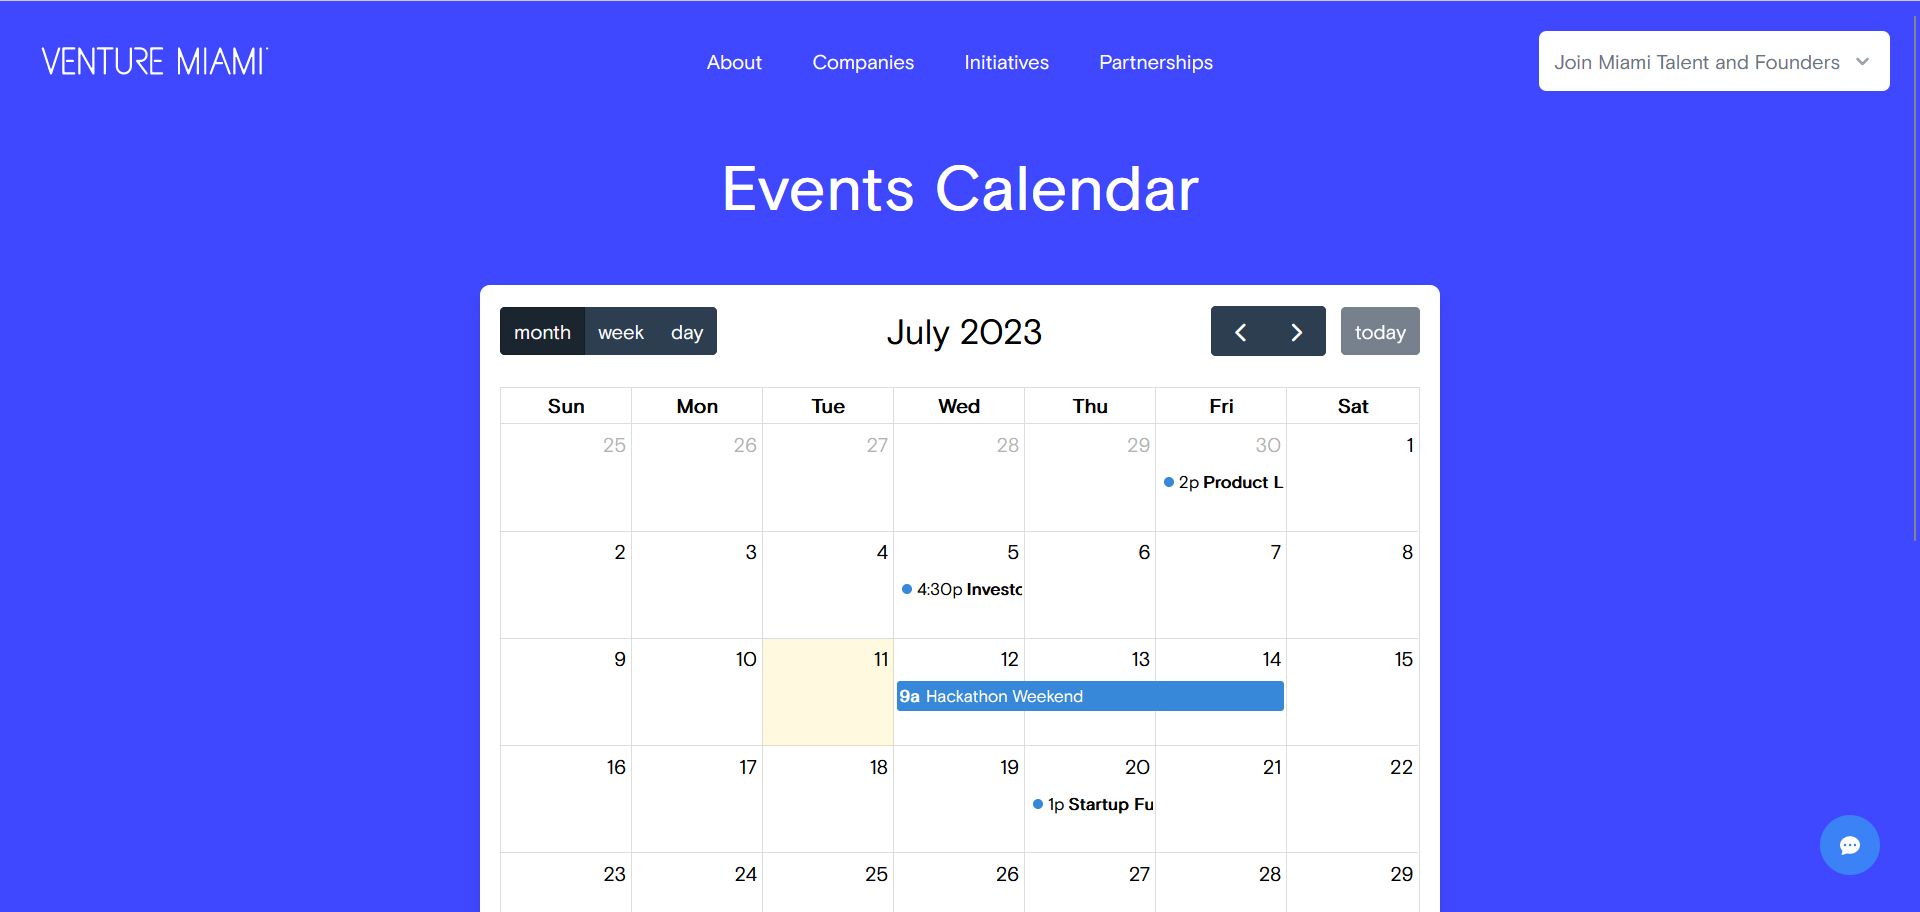 VENTURE MIAMI
About Companies Initiatives Partnerships
Join Miami Talent and Founders
Events Calendar
month week day
July 2023
today
Sun Mon Tue Wed Thu Fri Sat
25 26 27 28 29 30 1
2p Product L
2 3 4 5 6 7 8
4:30p Investo
9 10 11 12 13 14 15
9a Hackathon Weekend
16 17 18 19 20 21 22
1p Startup Fu
23 24 25 26 27 28 29